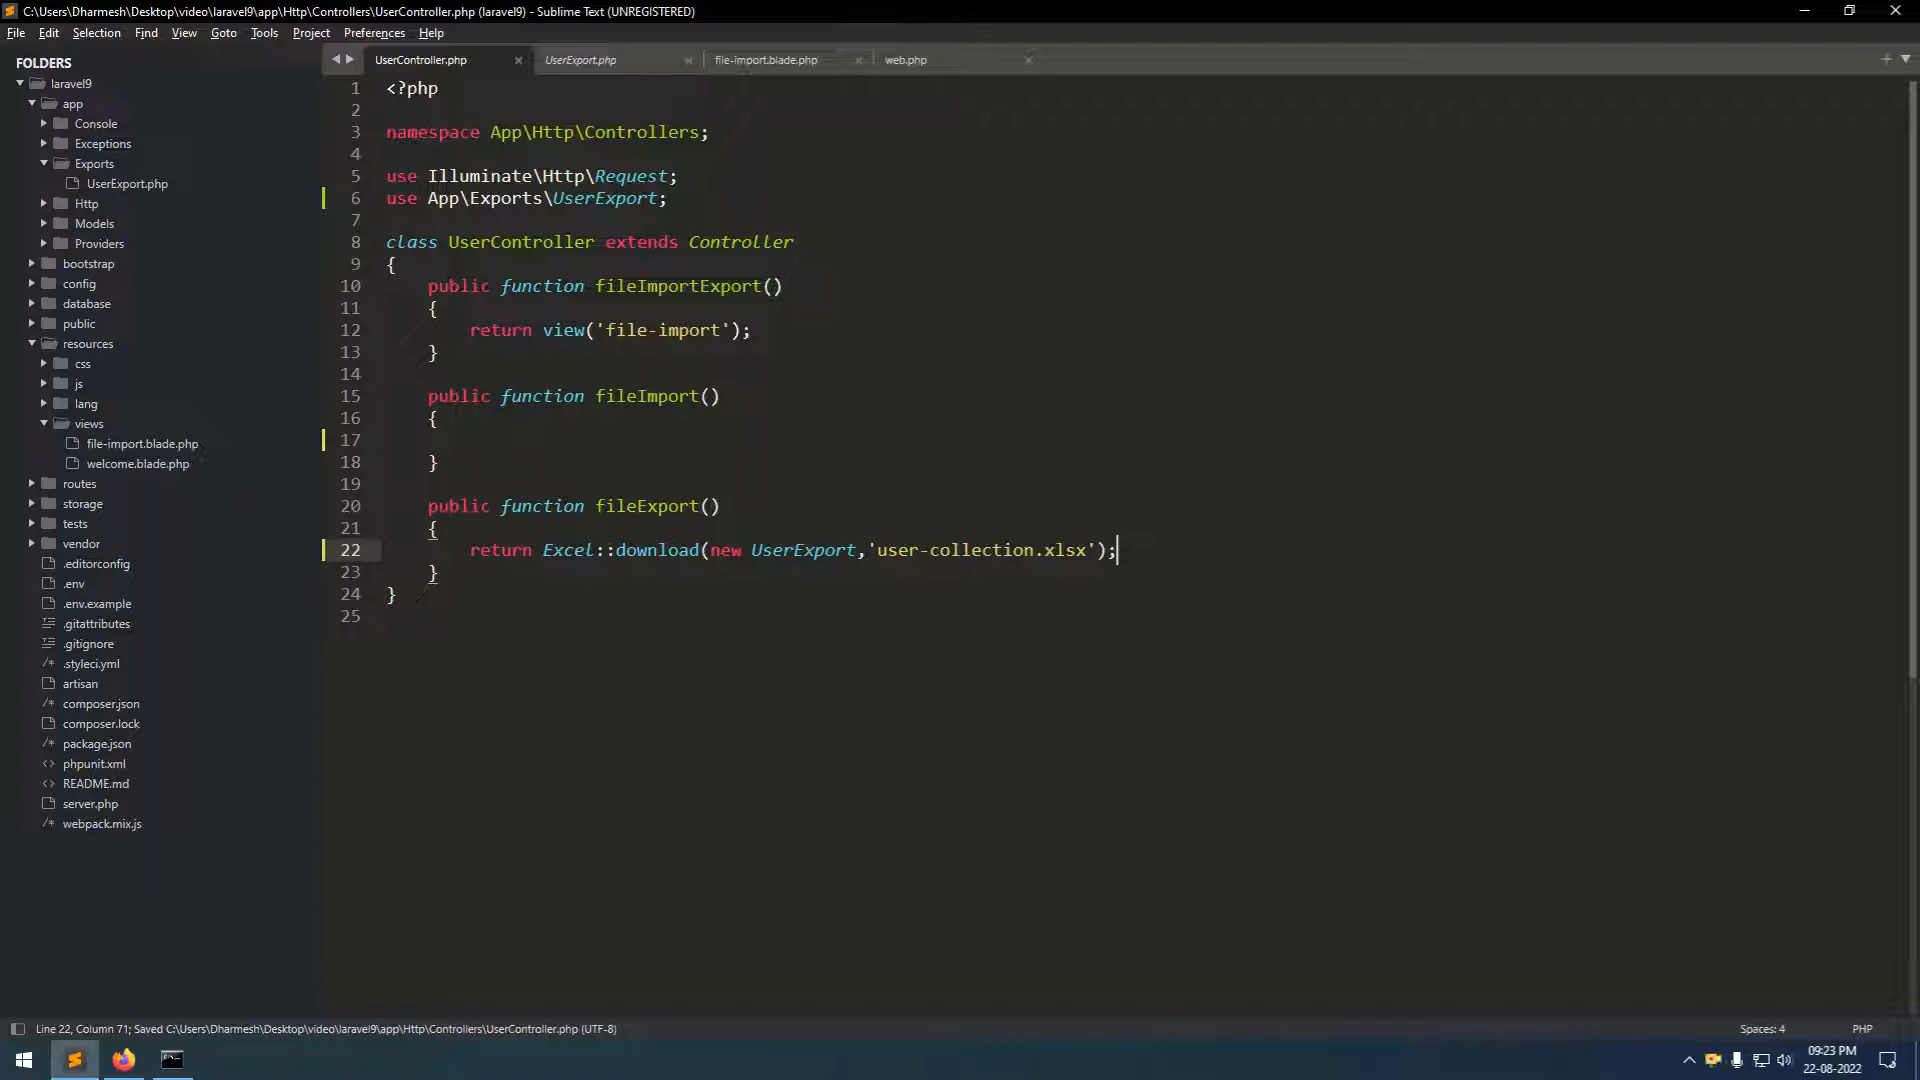 C:\Users\Dharmesh\Desktop\video\laravel9\app\Http\Controllers\UserController.php (laravel9) - Sublime Text (UNREGISTERED)
File Edit Selection Find View Goto Tools Project Preferences Help
FOLDERS
laravel9
app
Console
Exceptions
Exports
UserExport.php
Http
Models
Providers
bootstrap
config
database
public
resources
css
js
lang
views
file-import.blade.php
welcome.blade.php
routes
storage
tests
vendor
.editorconfig
.env
.env.example
.gitattributes
.gitignore
.styleci.yml
artisan
composer.json
composer.lock
package.json
phpunit.xml
README.md
server.php
webpack.mix.js
UserController.php UserExport.php file-import.blade.php web.php
1 <?php
2
3 namespace App\Http\Controllers;
4
5 use Illuminate\Http\Request;
6 use App\Exports\UserExport;
7
8 class UserController extends Controller
9 {
10 public function fileImportExport()
11 {
12 return view('file-import');
13 }
14
15 public function fileImport()
16 {
17
18 }
19
20 public function fileExport()
21 {
22 return Excel::download(new UserExport,'user-collection.xlsx');
23 }
24 }
25
Line 22, Column 71; Saved C:\Users\Dharmesh\Desktop\video\laravel9\app\Http\Controllers\UserController.php (UTF-8)
Spaces: 4 PHP
09:23 PM
22-08-2022